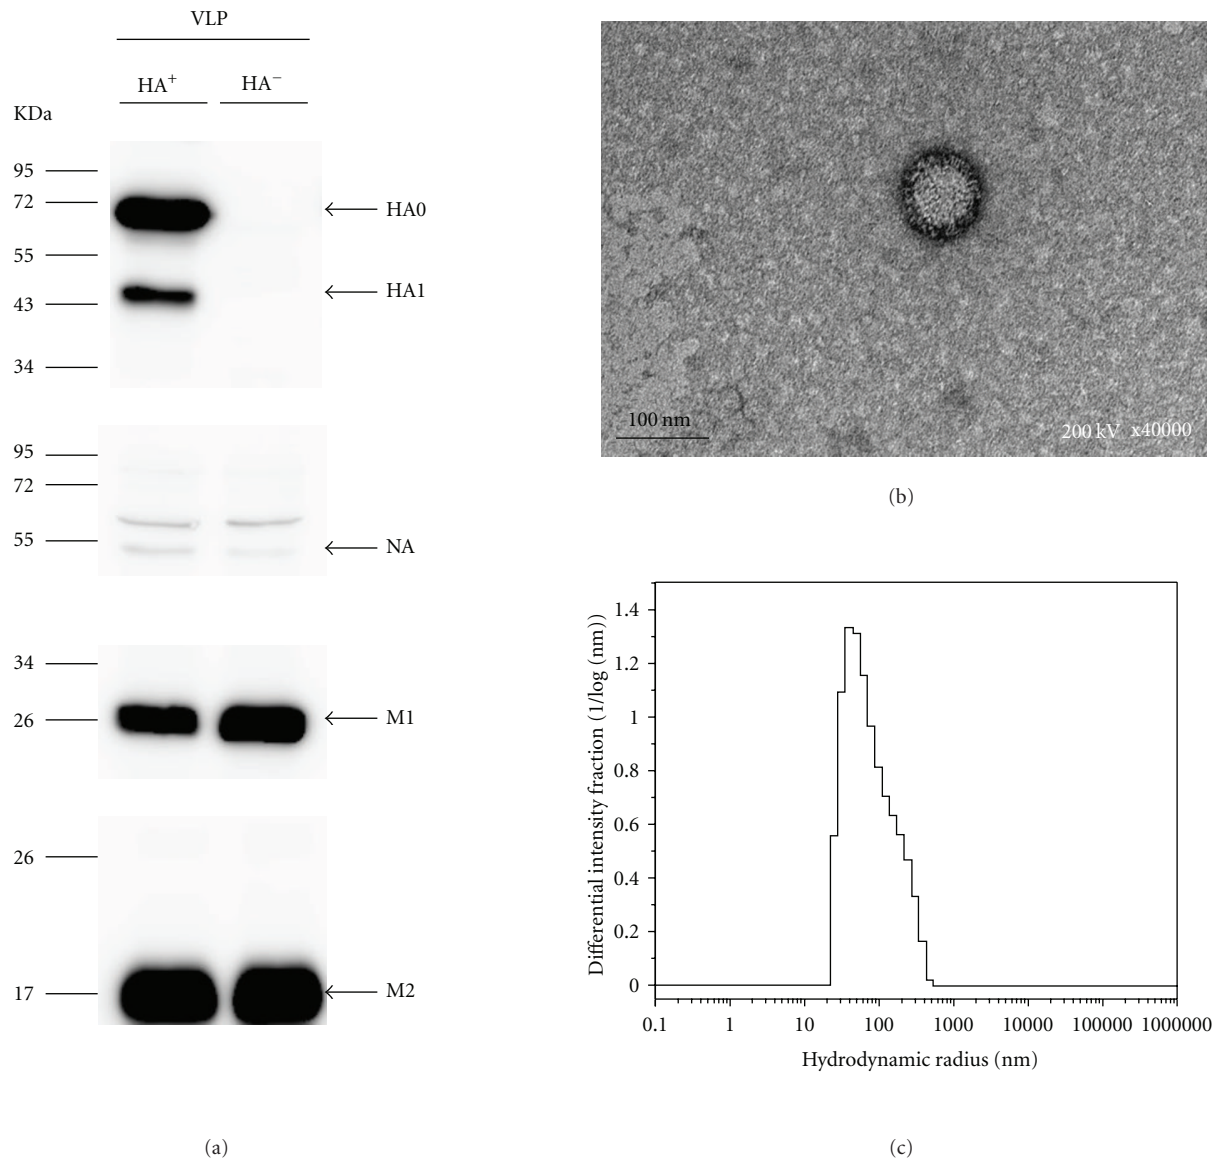 VLP
HA+ HA−
KDa
95
72
HA0
55
HA1
43
34
95
72
55
NA
34
26
M1
26
17
M2
(a)
100 nm
200 kV x40000
(b)
Differential intensity fraction (1/log (nm))
1.4
1.2
1
0.8
0.6
0.4
0.2
0
0.1 1 10 100 1000 10000 100000 1000000
Hydrodynamic radius (nm)
(c)